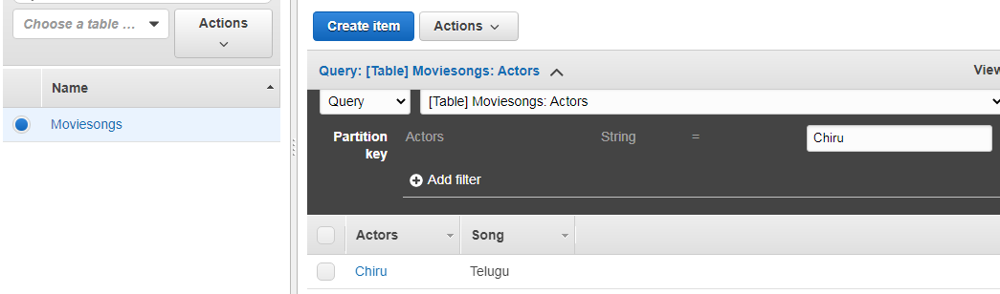 Choose a table ...
Actions
Name
Moviesongs
Create item
Actions
Query: [Table] Moviesongs: Actors
View
Query
[Table] Moviesongs: Actors
Partition key
Actors
String
=
Chiru
Add filter
Actors
Song
Chiru
Telugu